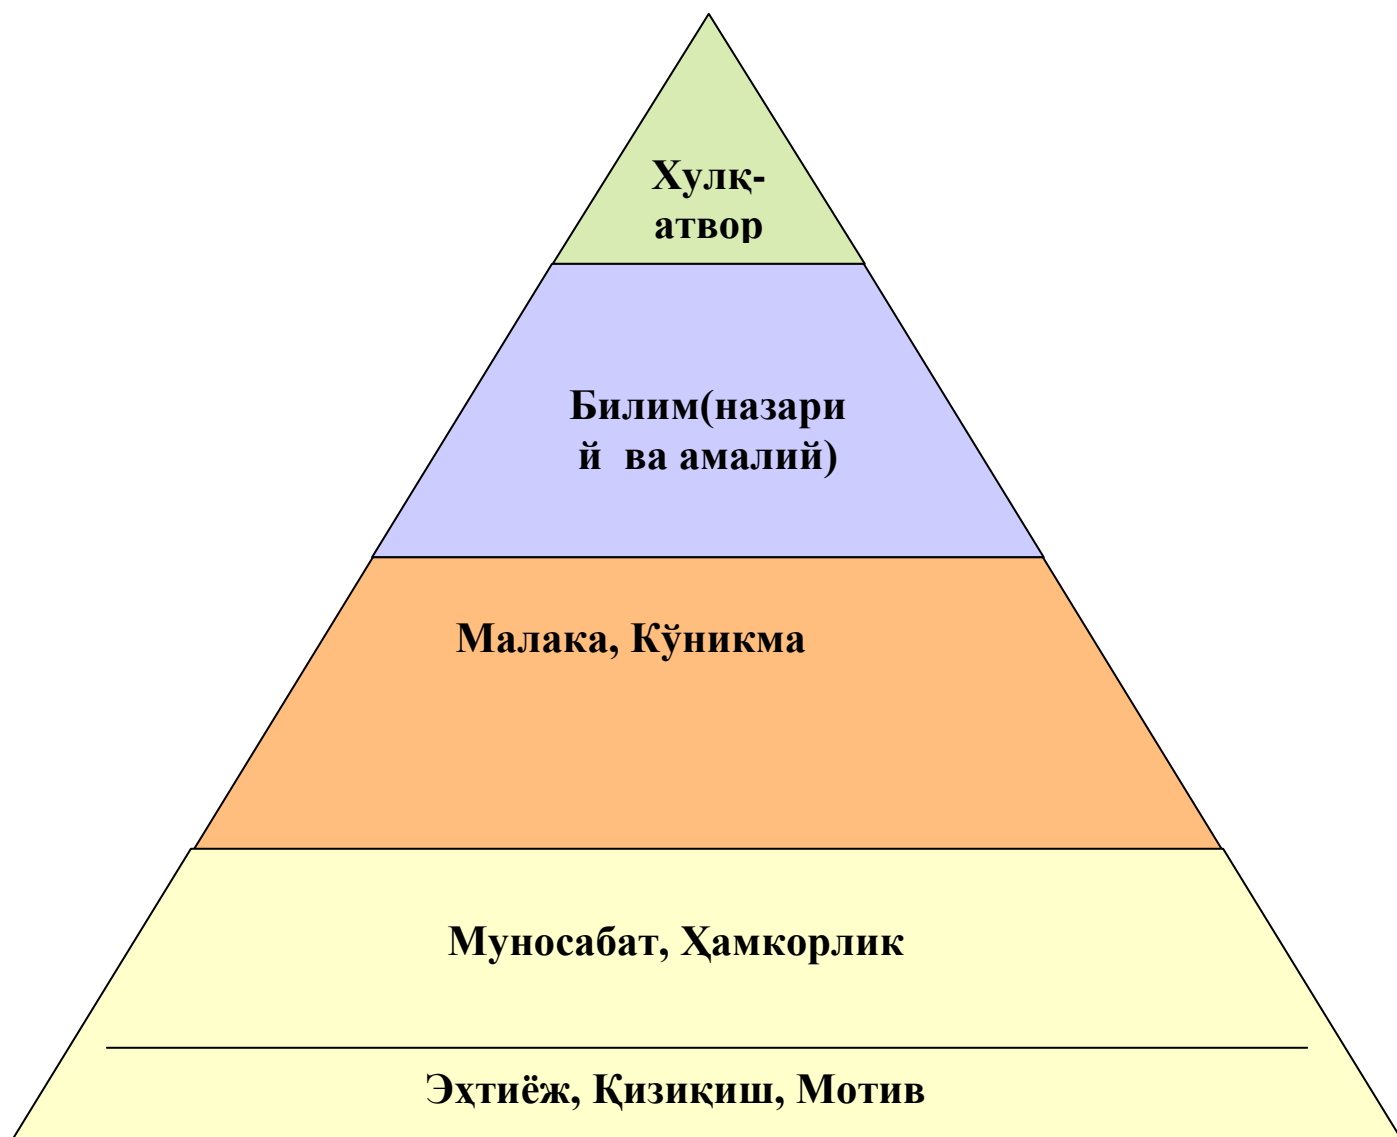 Хулқ-
атвор
Билим(назари
й  ва амалий)
Малака, Кўникма
Муносабат, Ҳамкорлик
Эҳтиёж, Қизиқиш, Мотив